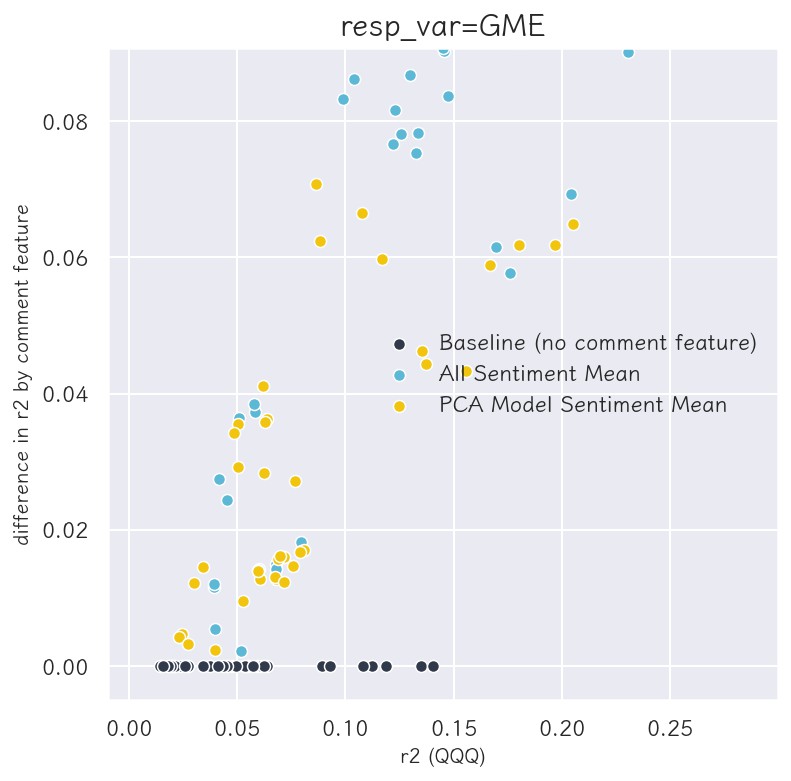 resp_var=GME
difference in r2 by comment feature
0.08
0.06
0.04
0.02
0.00
Baseline (no comment feature)
All Sentiment Mean
PCA Model Sentiment Mean
0.00 0.05 0.10 0.15 0.20 0.25
r2 (QQQ)